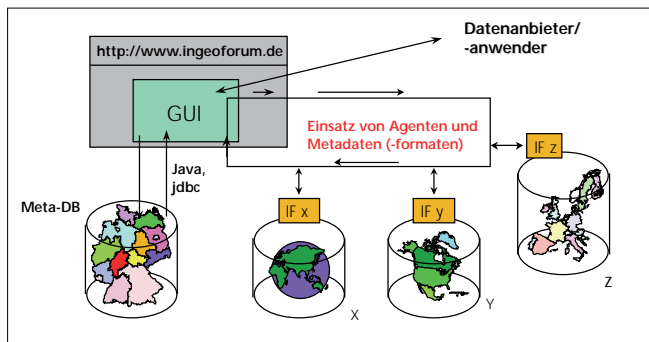 Datenanbieter/
-anwender
http://www.ingeoforum.de
GUI
Einsatz von Agenten und
Metadaten (-formaten)
IF z
Java,
jdbc
Meta-DB
IF x
IF y
Z
X
Y